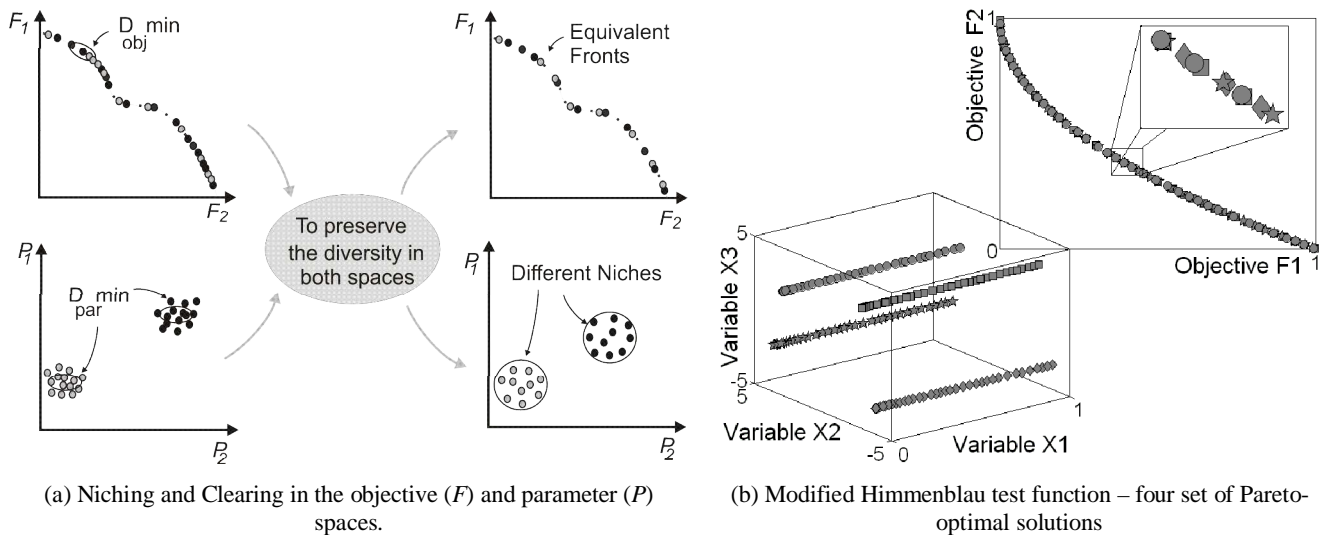 F1
D_min
obj
F2
F1
Equivalent
Fronts
F2
To preserve
the diversity in
both spaces
P1
D_min
par
P2
P1
Different Niches
P2
1
Objective F2
0
Objective F1
1
5
Variable X3
-5
5
Variable X2
-5
0
Variable X1
1
(a) Niching and Clearing in the objective (F) and parameter (P)
spaces.
(b) Modified Himmenblau test function – four set of Pareto-
optimal solutions